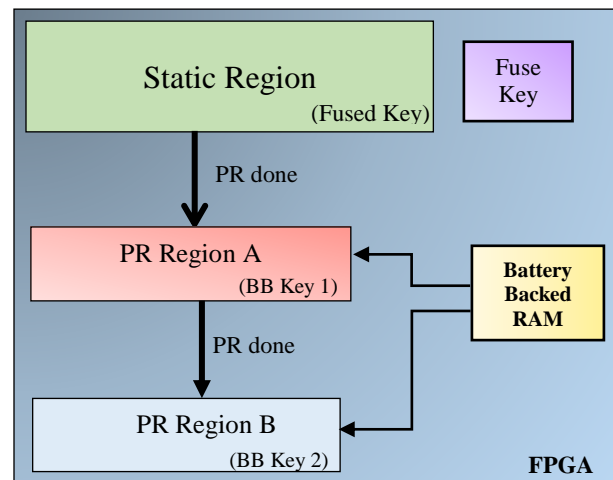 Static Region
(Fused Key)
Fuse
Key
PR done
PR Region A
(BB Key 1)
Battery
Backed
RAM
PR done
PR Region B
(BB Key 2)
FPGA